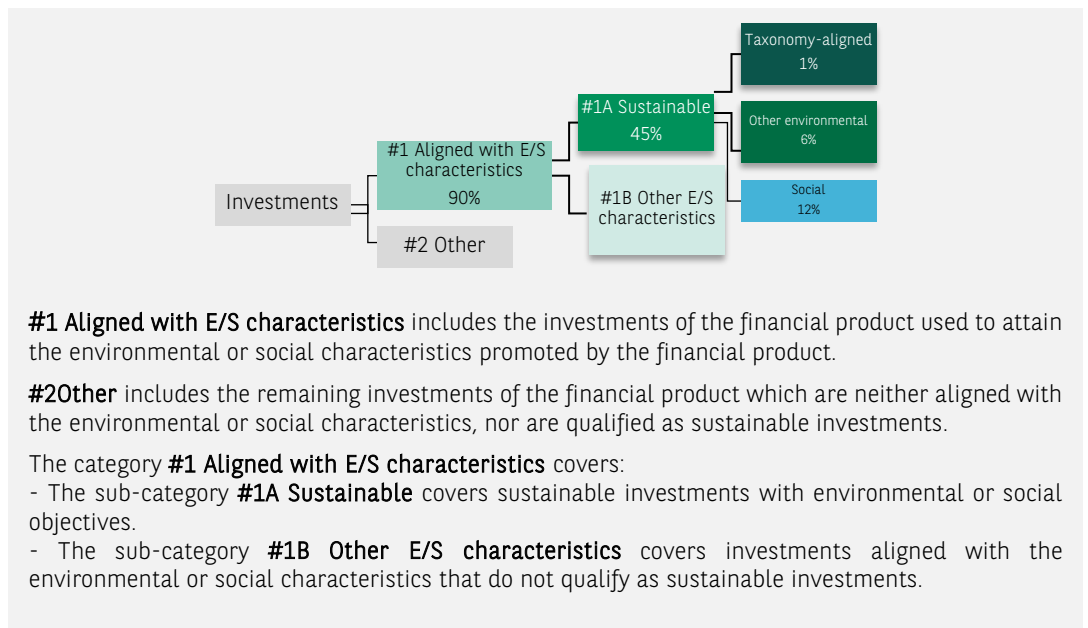 Taxonomy-aligned
1%
#1A Sustainable
45%
Other environmental
6%
#1 Aligned with E/S
characteristics
90%
Investments
#1B Other E/S
characteristics
Social
12%
#2 Other
#1 Aligned with E/S characteristics includes the investments of the financial product used to attain
the environmental or social characteristics promoted by the financial product.
#2Other includes the remaining investments of the financial product which are neither aligned with
the environmental or social characteristics, nor are qualified as sustainable investments.
The category #1 Aligned with E/S characteristics covers:
- The sub-category #1A Sustainable covers sustainable investments with environmental or social
objectives.
- The sub-category #1B Other E/S characteristics covers investments aligned with the
environmental or social characteristics that do not qualify as sustainable investments.